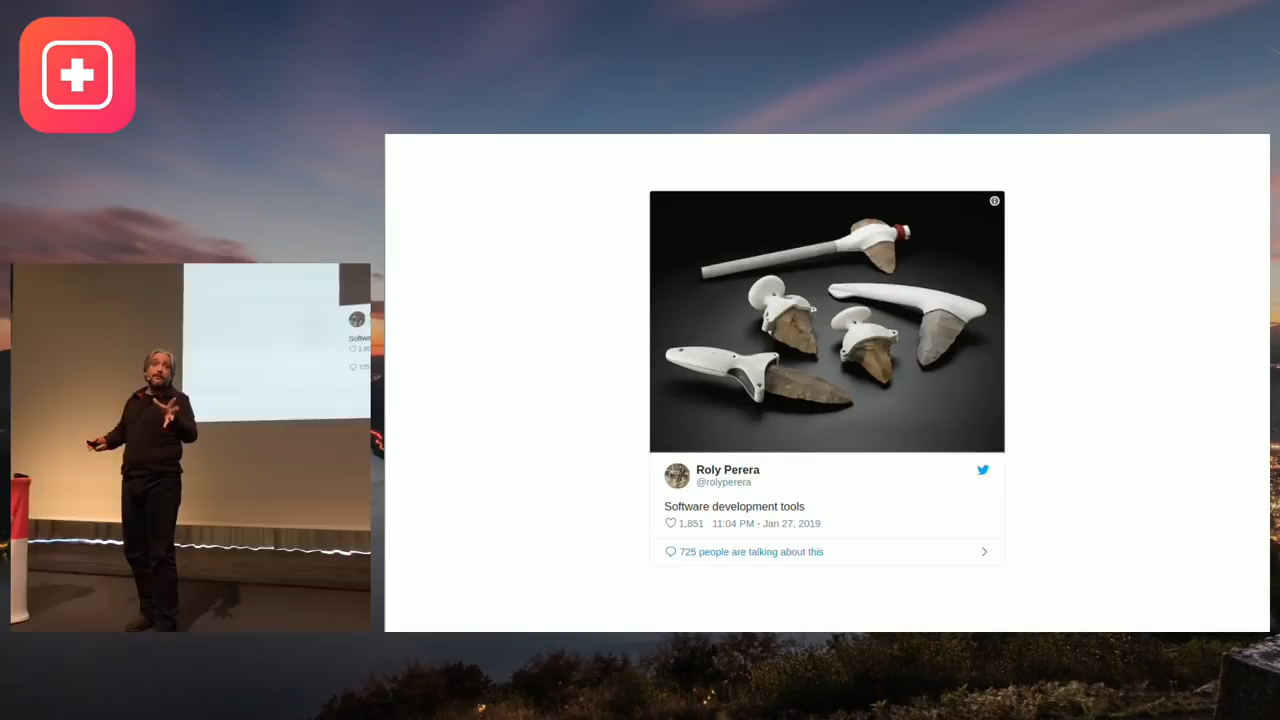 Roly Perera
@rolyperera
Software development tools
1,851 11:04 PM - Jan 27, 2019
725 people are talking about this